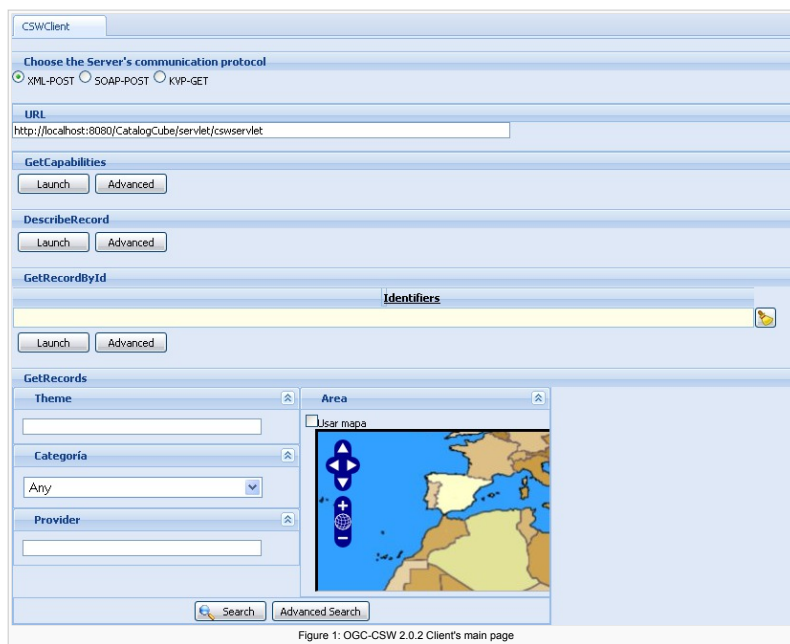 CSWClient
Choose the Server's communication protocol
XML-POST SOAP-POST KVP-GET
URL
http://localhost:8080/CatalogCube/servlet/cswservlet
GetCapabilities
Launch Advanced
DescribeRecord
Launch Advanced
GetRecordById
Identifiers
Launch Advanced
GetRecords
Theme
Area
Usar mapa
Categoría
Any
Provider
Search Advanced Search
Figure 1: OGC-CSW 2.0.2 Client's main page